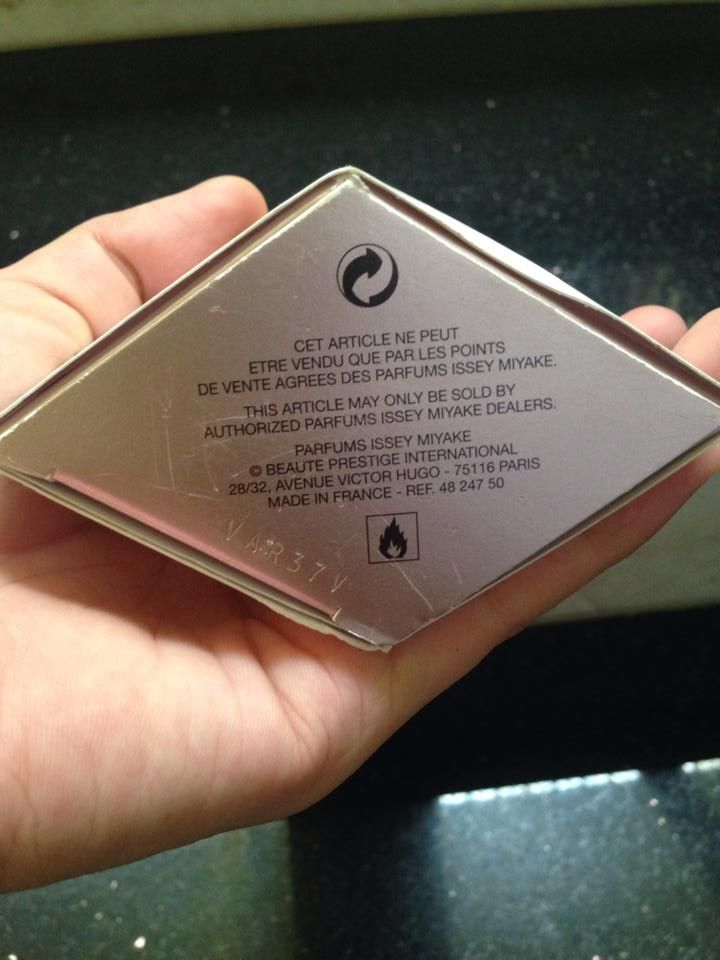 CET ARTICLE NE PEUT
ETRE VENDU QUE PAR LES POINTS
DE VENTE AGREES DES PARFUMS ISSEY MIYAKE.
THIS ARTICLE MAY ONLY BE SOLD BY
AUTHORIZED PARFUMS ISSEY MIYAKE DEALERS.
PARFUMS ISSEY MIYAKE
© BEAUTE PRESTIGE INTERNATIONAL
28/32, AVENUE VICTOR HUGO - 75116 PARIS
MADE IN FRANCE - REF. 48 247 50